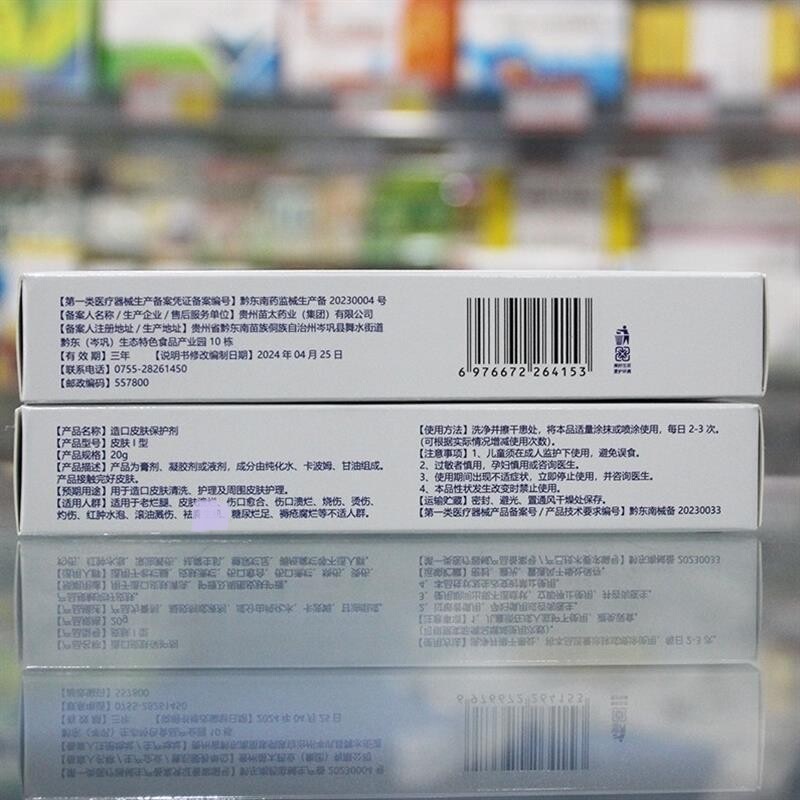 【第一类医疗器械生产备案凭证备案编号】黔东南药监械生产备 20230004 号
【备案人名称 / 生产企业 / 售后服务单位】贵州苗太药业（集团）有限公司
【备案人注册地址 / 生产地址】贵州省黔东南苗族侗族自治州岑巩县舞水街道
黔东（岑巩）生态特色食品产业园 10 栋
【有 效 期】三年 【说明书修改编制日期】2024 年 04 月 25 日
【联系电话】0755-28261450
【邮政编码】557800
6 976672 264153
【产品名称】造口皮肤保护剂
【产品型号】皮肤 I 型
【产品规格】20g
【产品描述】产品为膏剂、凝胶剂或液剂，成分由纯化水、卡波姆、甘油组成。
产品接触完好皮肤。
【预期用途】用于造口皮肤清洗、护理及周围皮肤护理。
【适用人群】适用于老烂腿、皮肤溃烂、伤口愈合、伤口溃烂、烧伤、烫伤、
灼伤、红肿水泡、滚油溅伤、祛 糖尿烂足、褥疮腐烂等不适人群。
【使用方法】洗净并擦干患处，将本品适量涂抹或喷涂使用，每日 2-3 次。
（可根据实际情况增减使用次数）。
【注意事项】1、儿童须在成人监护下使用，避免误食。
2、过敏者慎用，孕妇慎用或咨询医生。
3、使用期间出现不适症状，立即停止使用，并咨询医生。
4、本品性状发生改变时禁止使用。
【运输贮藏】密封、避光、置通风干燥处保存。
【第一类医疗器械产品备案号 / 产品技术要求编号】黔东南械备 20230033